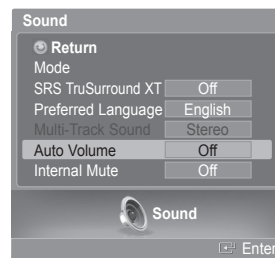 Sound
Return
Mode
SRS TruSurround XT Off
Preferred Language English
Multi-Track Sound Stereo
Auto Volume Off
Internal Mute Off
Sound
Enter